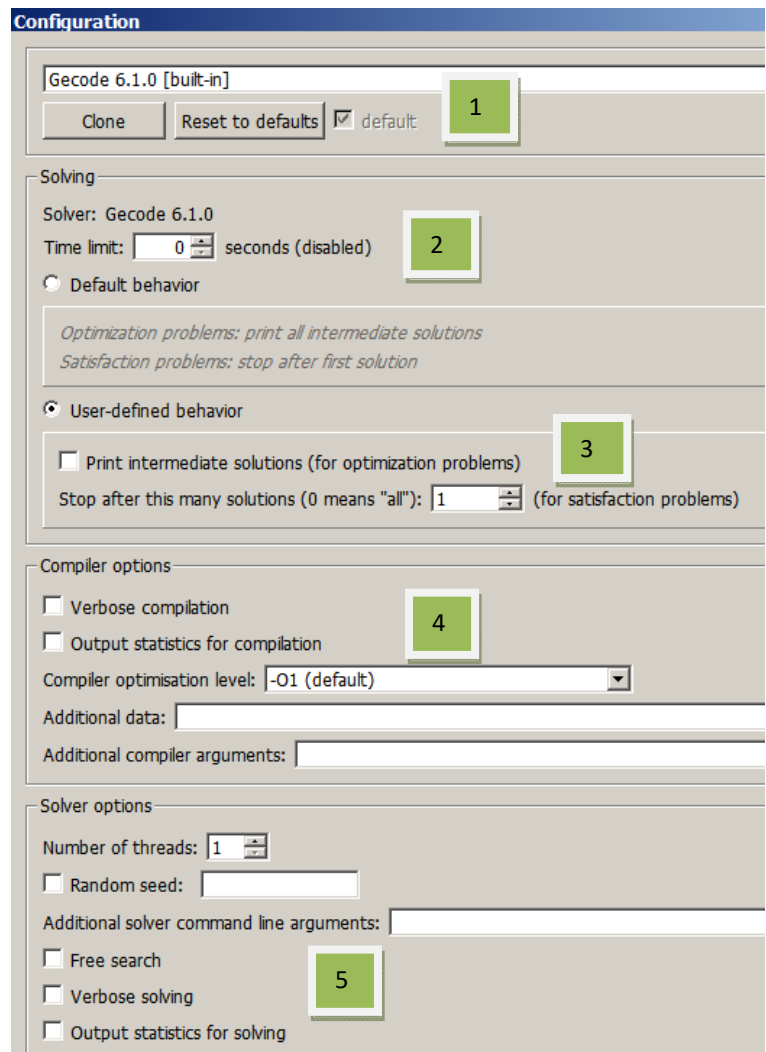 Configuration
Gecode 6.1.0 [built-in]
Clone Reset to defaults default 1
Solving
Solver: Gecode 6.1.0
Time limit: 0 seconds (disabled) 2
Default behavior
Optimization problems: print all intermediate solutions
Satisfaction problems: stop after first solution
User-defined behavior
3
Print intermediate solutions (for optimization problems)
Stop after this many solutions (0 means "all"): 1 (for satisfaction problems)
Compiler options
Verbose compilation
4
Output statistics for compilation
Compiler optimisation level: -O1 (default)
Additional data:
Additional compiler arguments:
Solver options
Number of threads: 1
Random seed:
Additional solver command line arguments:
Free search
5
Verbose solving
Output statistics for solving